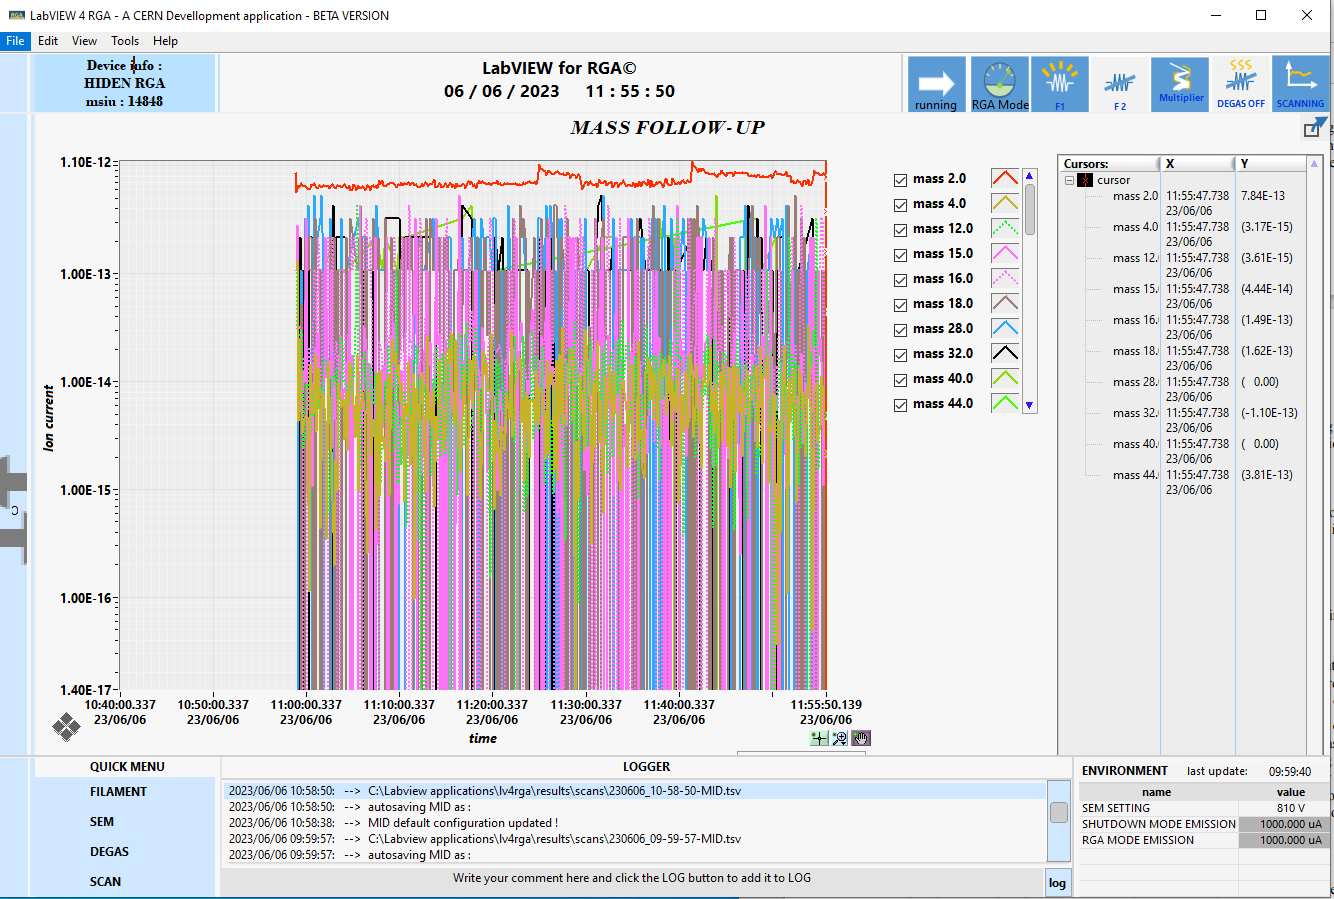 LabVIEW 4 RGA - A CERN Devellopment application - BETA VERSION
File Edit View Tools Help
Device info :
HIDEN RGA
msiu : 14848
LabVIEW for RGA©
06 / 06 / 2023 11 : 55 : 50
running
RGA Mode
F1
F 2
Multiplier
DEGAS OFF
SCANNING
MASS FOLLOW-UP
Ion current
1.10E-12
1.00E-13
1.00E-14
1.00E-15
1.00E-16
1.40E-17
10:40:00.337 10:50:00.337 11:00:00.337 11:10:00.337 11:20:00.337 11:30:00.337 11:40:00.337 11:55:50.139
23/06/06 23/06/06 23/06/06 23/06/06 23/06/06 23/06/06 23/06/06 23/06/06
time
mass 2.0
mass 4.0
mass 12.0
mass 15.0
mass 16.0
mass 18.0
mass 28.0
mass 32.0
mass 40.0
mass 44.0
Cursors: X Y
cursor
mass 2.0 11:55:47.738 7.84E-13
23/06/06
mass 4.0 11:55:47.738 (3.17E-15)
23/06/06
mass 12. 11:55:47.738 (3.61E-15)
23/06/06
mass 15. 11:55:47.738 (4.44E-14)
23/06/06
mass 16. 11:55:47.738 (1.49E-13)
23/06/06
mass 18. 11:55:47.738 (1.62E-13)
23/06/06
mass 28. 11:55:47.738 ( 0.00)
23/06/06
mass 32. 11:55:47.738 (-1.10E-13)
23/06/06
mass 40. 11:55:47.738 ( 0.00)
23/06/06
mass 44. 11:55:47.738 (3.81E-13)
23/06/06
QUICK MENU
FILAMENT
SEM
DEGAS
SCAN
LOGGER
2023/06/06 10:58:50: --> C:\Labview applications\lv4rga\results\scans\230606_10-58-50-MID.tsv
2023/06/06 10:58:50: --> autosaving MID as :
2023/06/06 10:58:38: --> MID default configuration updated !
2023/06/06 09:59:57: --> C:\Labview applications\lv4rga\results\scans\230606_09-59-57-MID.tsv
2023/06/06 09:59:57: --> autosaving MID as :
Write your comment here and click the LOG button to add it to LOG
log
ENVIRONMENT last update: 09:59:40
name value
SEM SETTING 810 V
SHUTDOWN MODE EMISSION 1000.000 uA
RGA MODE EMISSION 1000.000 uA